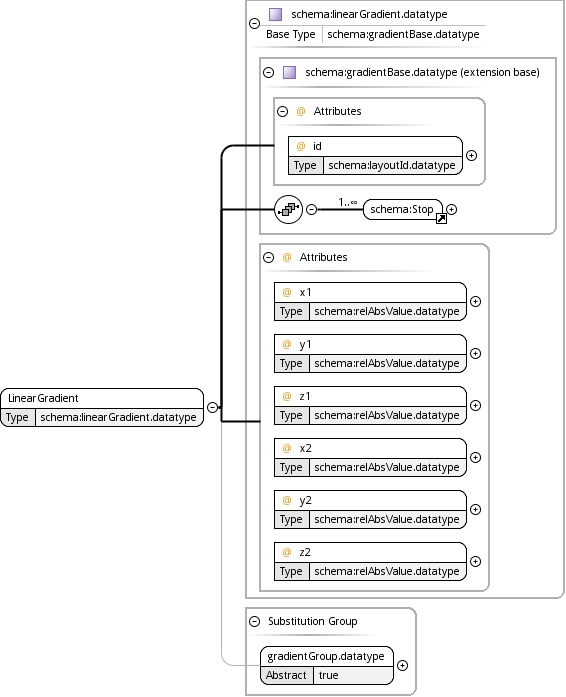 schema:linearGradient.datatype
Base Type schema:gradientBase.datatype
schema:gradientBase.datatype (extension base)
@ Attributes
@ id
Type schema:layoutId.datatype
1..∞
schema:Stop
@ Attributes
@ x1
Type schema:relAbsValue.datatype
@ y1
Type schema:relAbsValue.datatype
@ z1
Type schema:relAbsValue.datatype
LinearGradient
Type schema:linearGradient.datatype
@ x2
Type schema:relAbsValue.datatype
@ y2
Type schema:relAbsValue.datatype
@ z2
Type schema:relAbsValue.datatype
Substitution Group
gradientGroup.datatype
Abstract true